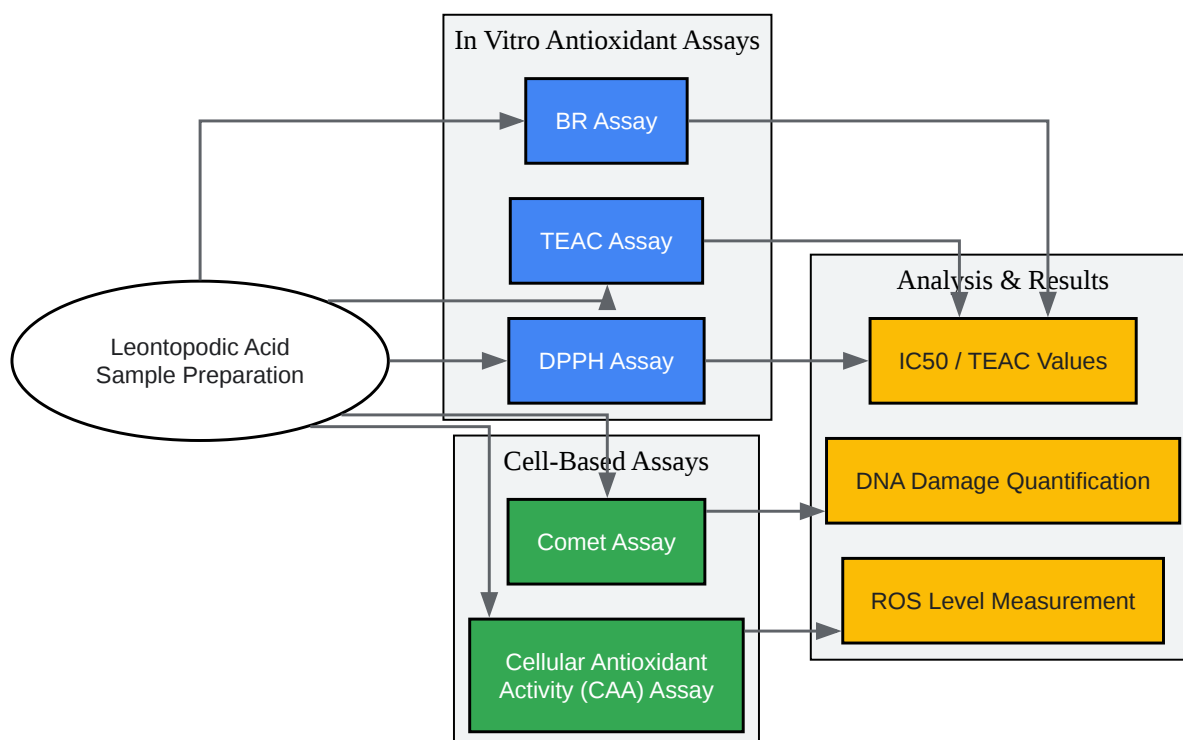 In Vitro Antioxidant Assays
BR Assay
TEAC Assay
DPPH Assay
Leontopodic Acid
Sample Preparation
Cell-Based Assays
Comet Assay
Cellular Antioxidant
Activity (CAA) Assay
Analysis & Results
IC50 / TEAC Values
DNA Damage Quantification
ROS Level Measurement